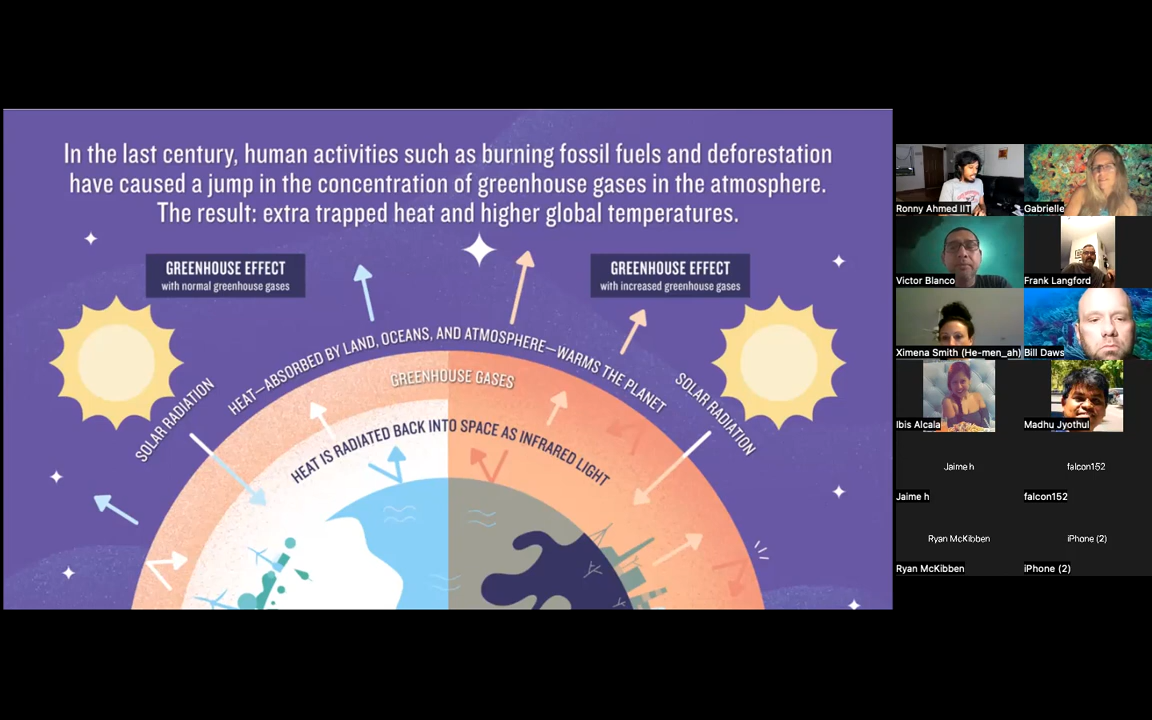 In the last century, human activities such as burning fossil fuels and deforestation
have caused a jump in the concentration of greenhouse gases in the atmosphere.
The result: extra trapped heat and higher global temperatures.
GREENHOUSE EFFECT
with normal greenhouse gases
GREENHOUSE EFFECT
with increased greenhouse gases
SOLAR RADIATION
HEAT—ABSORBED BY LAND, OCEANS, AND ATMOSPHERE—WARMS THE PLANET
SOLAR RADIATION
GREENHOUSE GASES
HEAT IS RADIATED BACK INTO SPACE AS INFRARED LIGHT
Ronny Ahmed IIT
Gabrielle
Victor Blanco
Frank Langford
Ximena Smith (He-men_ah)
Bill Daws
Ibis Alcala
Madhu Jyothul
Jaime h
falcon152
Jaime h
falcon152
Ryan McKibben
iPhone (2)
Ryan McKibben
iPhone (2)